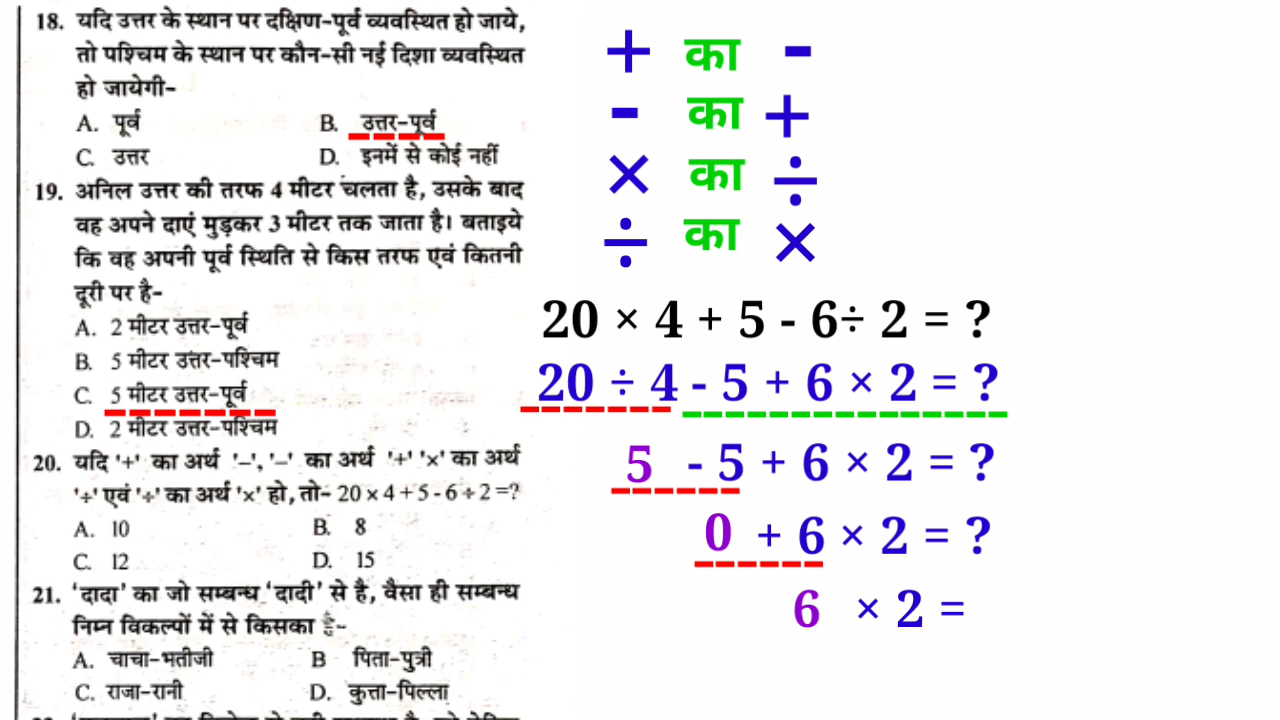 18. यदि उत्तर के स्थान पर दक्षिण-पूर्व व्यवस्थित हो जाये,
तो पश्चिम के स्थान पर कौन-सी नई दिशा व्यवस्थित
हो जायेगी-
A. पूर्व B. उत्तर-पूर्व
C. उत्तर D. इनमें से कोई नहीं
19. अनिल उत्तर की तरफ 4 मीटर चलता है, उसके बाद
वह अपने दाएं मुड़कर 3 मीटर तक जाता है। बताइये
कि वह अपनी पूर्व स्थिति से किस तरफ एवं कितनी
दूरी पर है-
A. 2 मीटर उत्तर-पूर्व
B. 5 मीटर उत्तर-पश्चिम
C. 5 मीटर उत्तर-पूर्व
D. 2 मीटर उत्तर-पश्चिम
20. यदि '+' का अर्थ '–', '–' का अर्थ '+' '×' का अर्थ
'÷' एवं '÷' का अर्थ '×' हो, तो- 20 × 4 + 5 - 6 ÷ 2 =?
A. 10 B. 8
C. 12 D. 15
21. 'दादा' का जो सम्बन्ध 'दादी' से है, वैसा ही सम्बन्ध
निम्न विकल्पों में से किसका है-
A. चाचा-भतीजी B पिता-पुत्री
C. राजा-रानी D. कुत्ता-पिल्ला
+ का -
- का +
× का ÷
÷ का ×
20 × 4 + 5 - 6÷ 2 = ?
20 ÷ 4 - 5 + 6 × 2 = ?
5 - 5 + 6 × 2 = ?
0 + 6 × 2 = ?
6 × 2 =